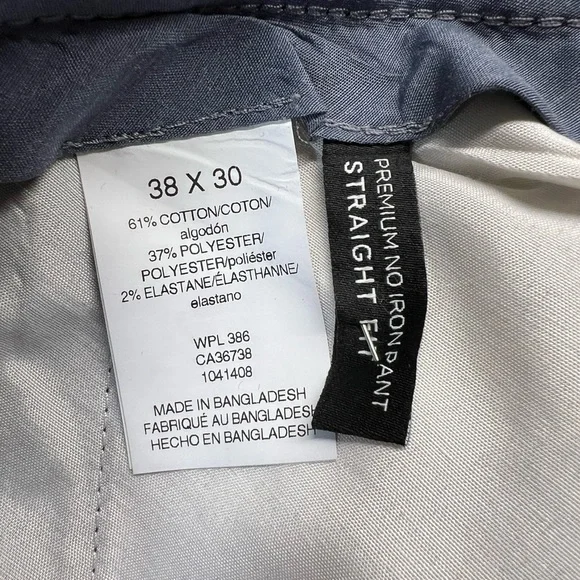 38 X 30
61% COTTON/COTON/
algodón
37% POLYESTER/
POLYESTER/poliéster
2% ELASTANE/ÉLASTHANNE/
elastano
WPL 386
CA36738
1041408
MADE IN BANGLADESH
FABRIQUÉ AU BANGLADESH
HECHO EN BANGLADESH
PREMIUM NO IRON PANT
STRAIGHT FIT